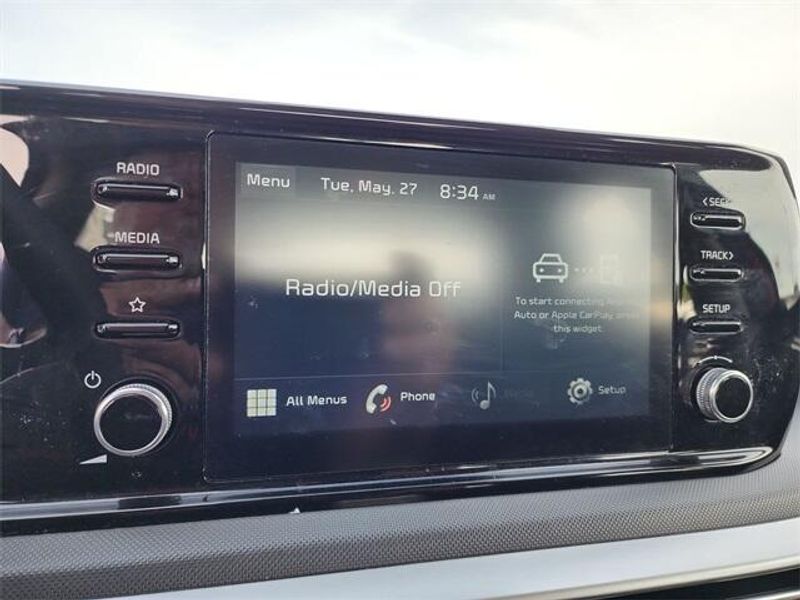 RADIO
MEDIA
Menu
Tue, May. 27
8:34 AM
Radio/Media Off
To start connecting
Auto or Apple CarPlay,
this widget.
All Menus
Phone
Setup
TRACK>
SETUP